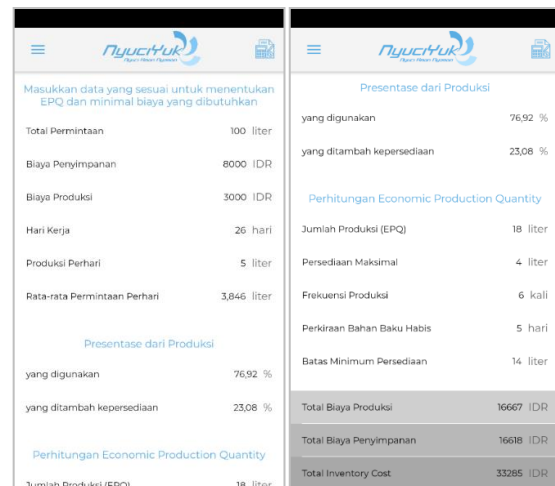 NyuciYuk
Masukkan data yang sesuai untuk menentukan
EPQ dan minimal biaya yang dibutuhkan
Total Permintaan 100 liter
Biaya Penyimpanan 8000 IDR
Biaya Produksi 3000 IDR
Hari Kerja 26 hari
Produksi Perhari 5 liter
Rata-rata Permintaan Perhari 3,846 liter
Presentase dari Produksi
yang digunakan 76,92 %
yang ditambah kepersediaan 23,08 %
Perhitungan Economic Production Quantity
Jumlah Produksi (EPQ) 18 liter
NyuciYuk
Presentase dari Produksi
yang digunakan 76,92 %
yang ditambah kepersediaan 23,08 %
Perhitungan Economic Production Quantity
Jumlah Produksi (EPQ) 18 liter
Persediaan Maksimal 4 liter
Frekuensi Produksi 6 kali
Perkiraan Bahan Baku Habis 5 hari
Batas Minimum Persediaan 14 liter
Total Biaya Produksi 16667 IDR
Total Biaya Penyimpanan 16618 IDR
Total Inventory Cost 33285 IDR